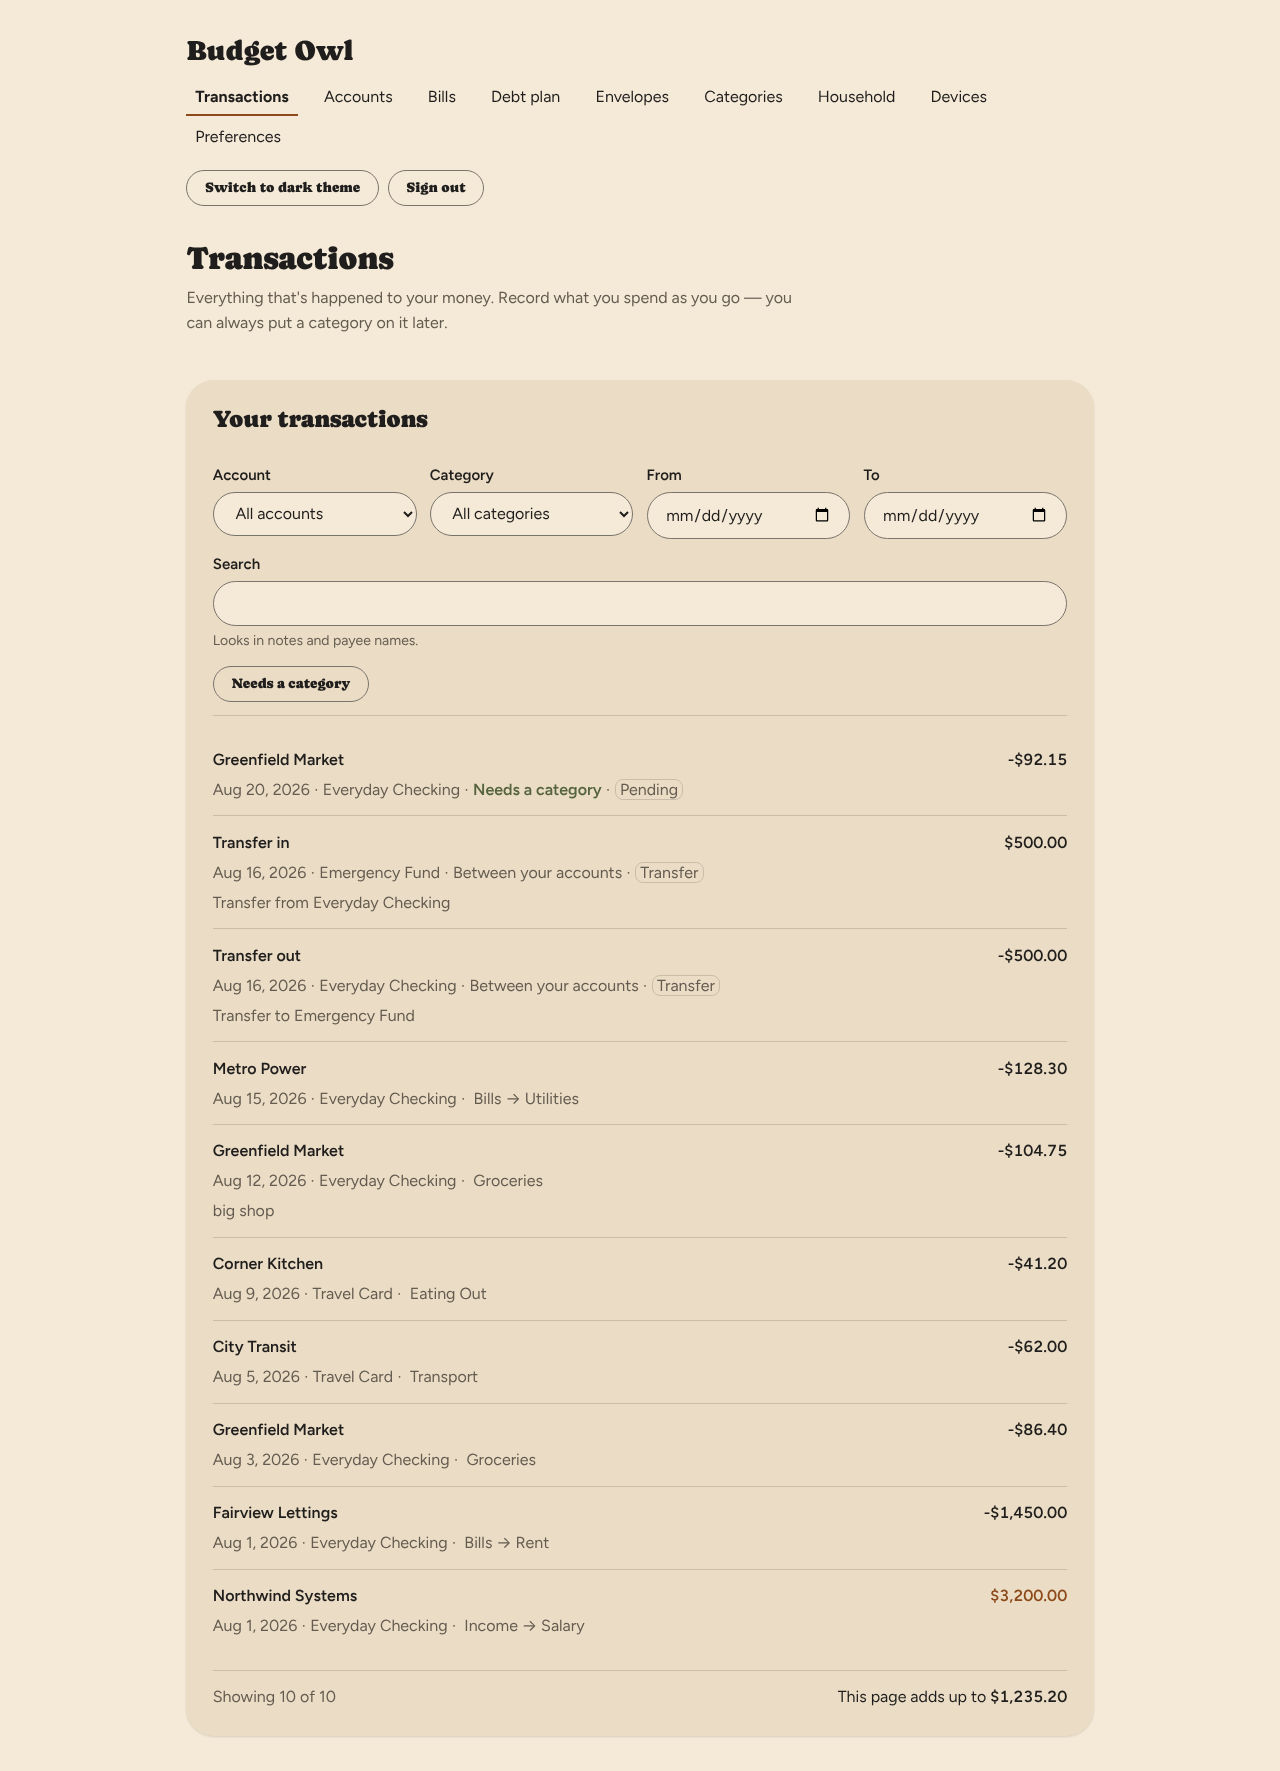 Budget Owl
Transactions Accounts Bills Debt plan Envelopes Categories Household Devices
Preferences
Switch to dark theme Sign out
Transactions
Everything that's happened to your money. Record what you spend as you go — you
can always put a category on it later.
Your transactions
Account Category From To
All accounts All categories mm/dd/yyyy mm/dd/yyyy
Search
Looks in notes and payee names.
Needs a category
Greenfield Market -$92.15
Aug 20, 2026 · Everyday Checking · Needs a category · Pending
Transfer in $500.00
Aug 16, 2026 · Emergency Fund · Between your accounts · Transfer
Transfer from Everyday Checking
Transfer out -$500.00
Aug 16, 2026 · Everyday Checking · Between your accounts · Transfer
Transfer to Emergency Fund
Metro Power -$128.30
Aug 15, 2026 · Everyday Checking · Bills → Utilities
Greenfield Market -$104.75
Aug 12, 2026 · Everyday Checking · Groceries
big shop
Corner Kitchen -$41.20
Aug 9, 2026 · Travel Card · Eating Out
City Transit -$62.00
Aug 5, 2026 · Travel Card · Transport
Greenfield Market -$86.40
Aug 3, 2026 · Everyday Checking · Groceries
Fairview Lettings -$1,450.00
Aug 1, 2026 · Everyday Checking · Bills → Rent
Northwind Systems $3,200.00
Aug 1, 2026 · Everyday Checking · Income → Salary
Showing 10 of 10 This page adds up to $1,235.20